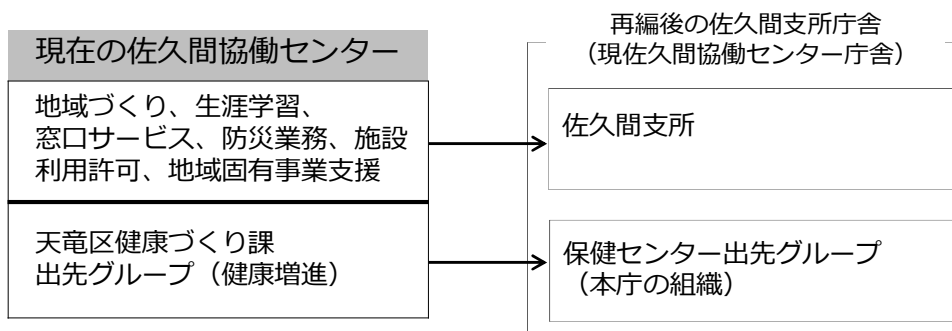 現在の佐久間協働センター
地域づくり、生涯学習、
窓口サービス、防災業務、施設
利用許可、地域固有事業支援
天竜区健康づくり課
出先グループ（健康増進）
再編後の佐久間支所庁舎
（現佐久間協働センター庁舎）
佐久間支所
保健センター出先グループ
（本庁の組織）